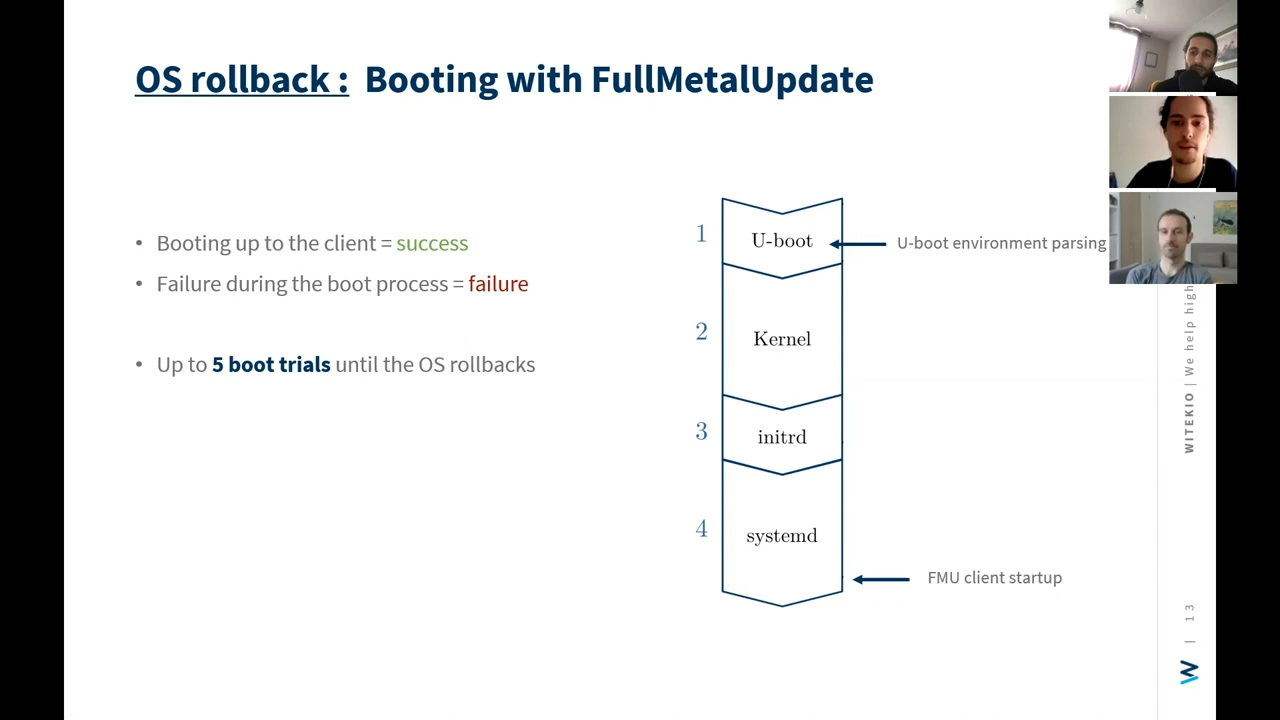 OS rollback : Booting with FullMetalUpdate
• Booting up to the client = success
• Failure during the boot process = failure
• Up to 5 boot trials until the OS rollbacks
1
U-boot
U-boot environment parsing
2
Kernel
3
initrd
4
systemd
FMU client startup
WITEKIO | We help high
| 13